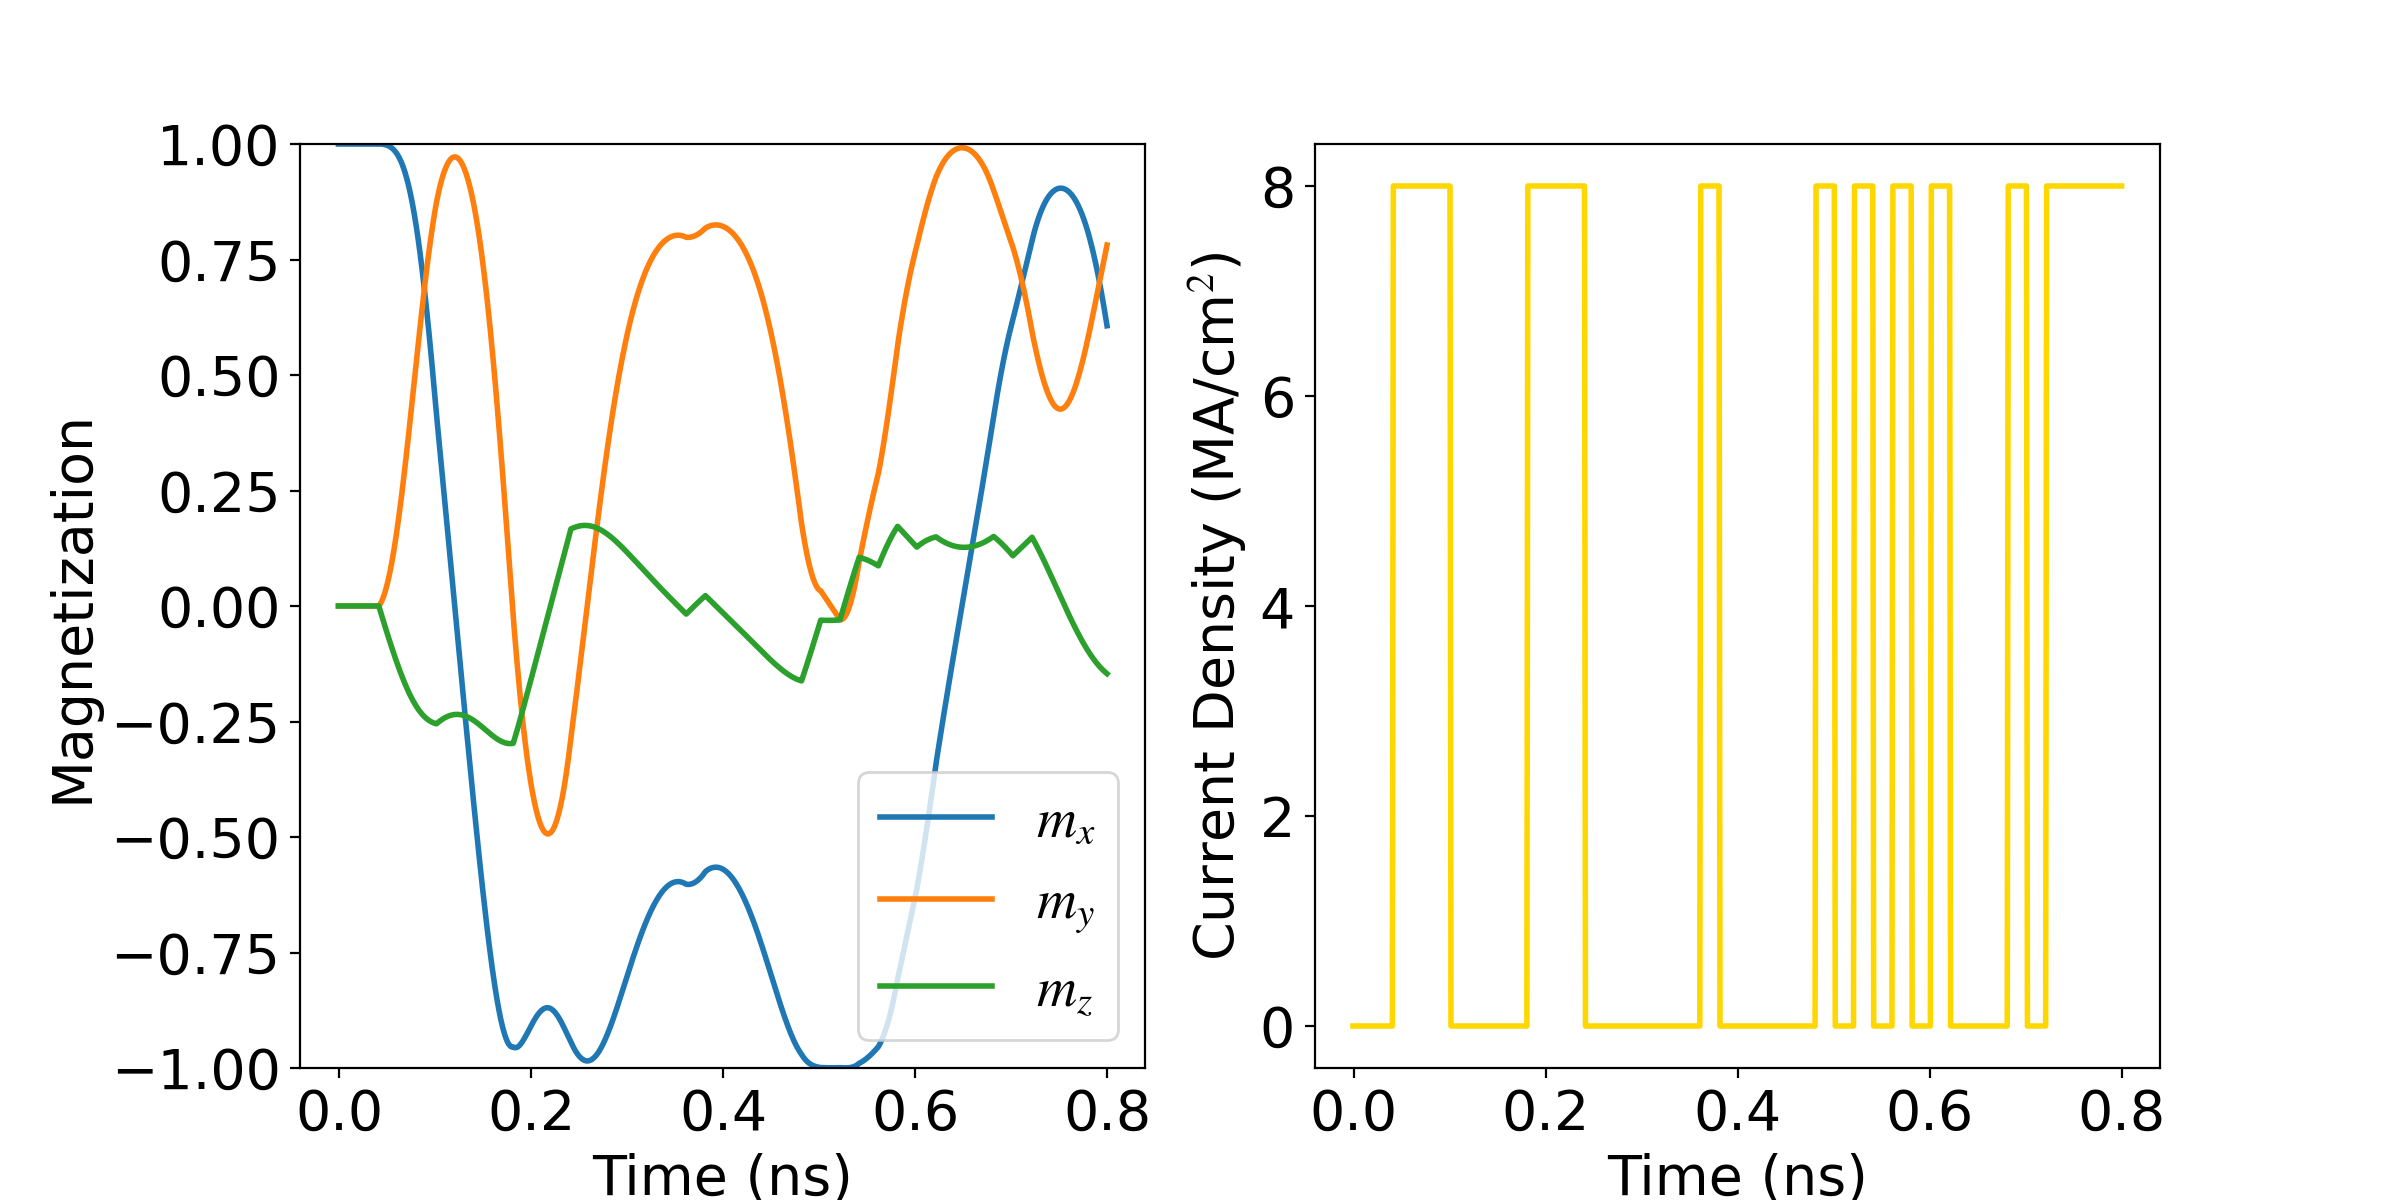 Magnetization
1.00
0.75
0.50
0.25
0.00
−0.25
−0.50
−0.75
−1.00
0.0 0.2 0.4 0.6 0.8
Time (ns)
m_x
m_y
m_z
Current Density (MA/cm²)
8
6
4
2
0
0.0 0.2 0.4 0.6 0.8
Time (ns)